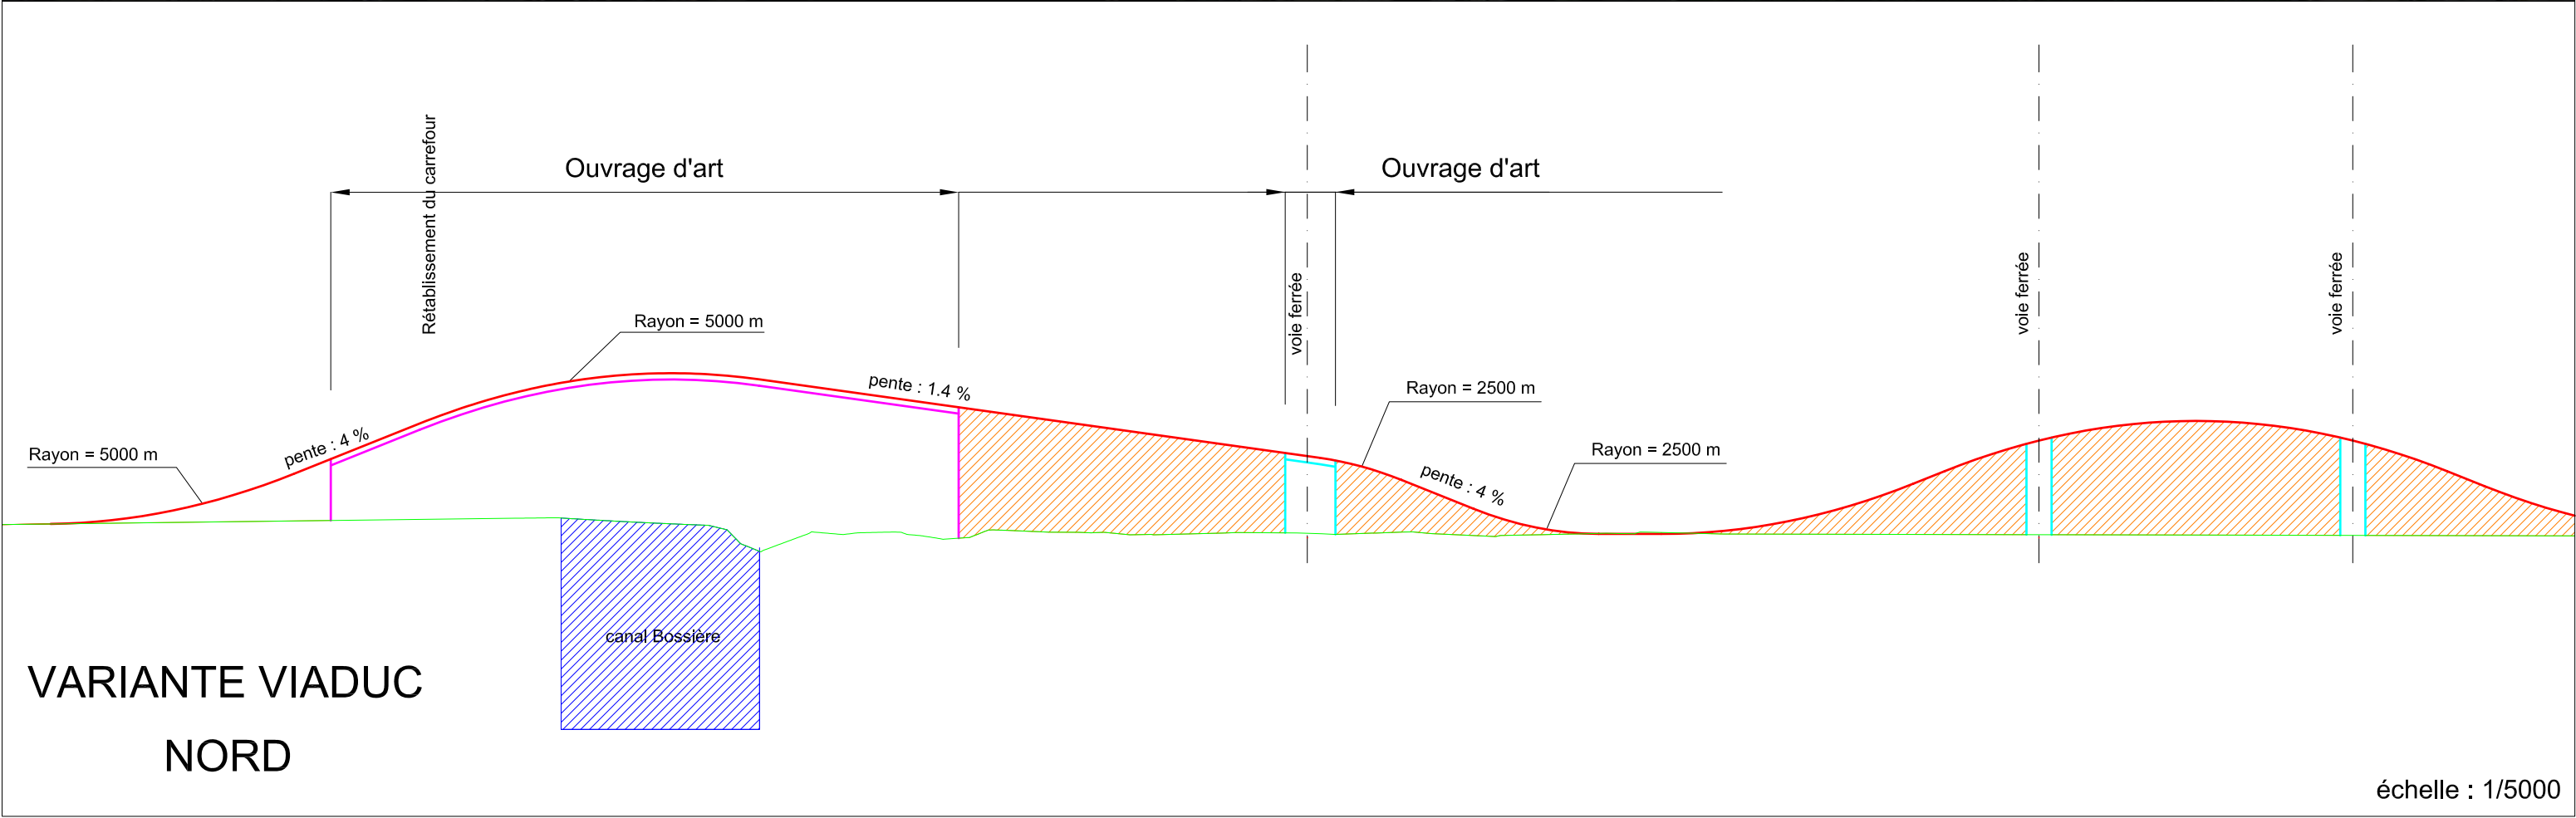 Ouvrage d'art
Ouvrage d'art
Rétablissement du carrefour
voie ferrée
voie ferrée
voie ferrée
Rayon = 5000 m
pente : 1.4 %
Rayon = 2500 m
pente : 4 %
Rayon = 5000 m
pente : 4 %
Rayon = 2500 m
canal Bossière
VARIANTE VIADUC
NORD
échelle : 1/5000